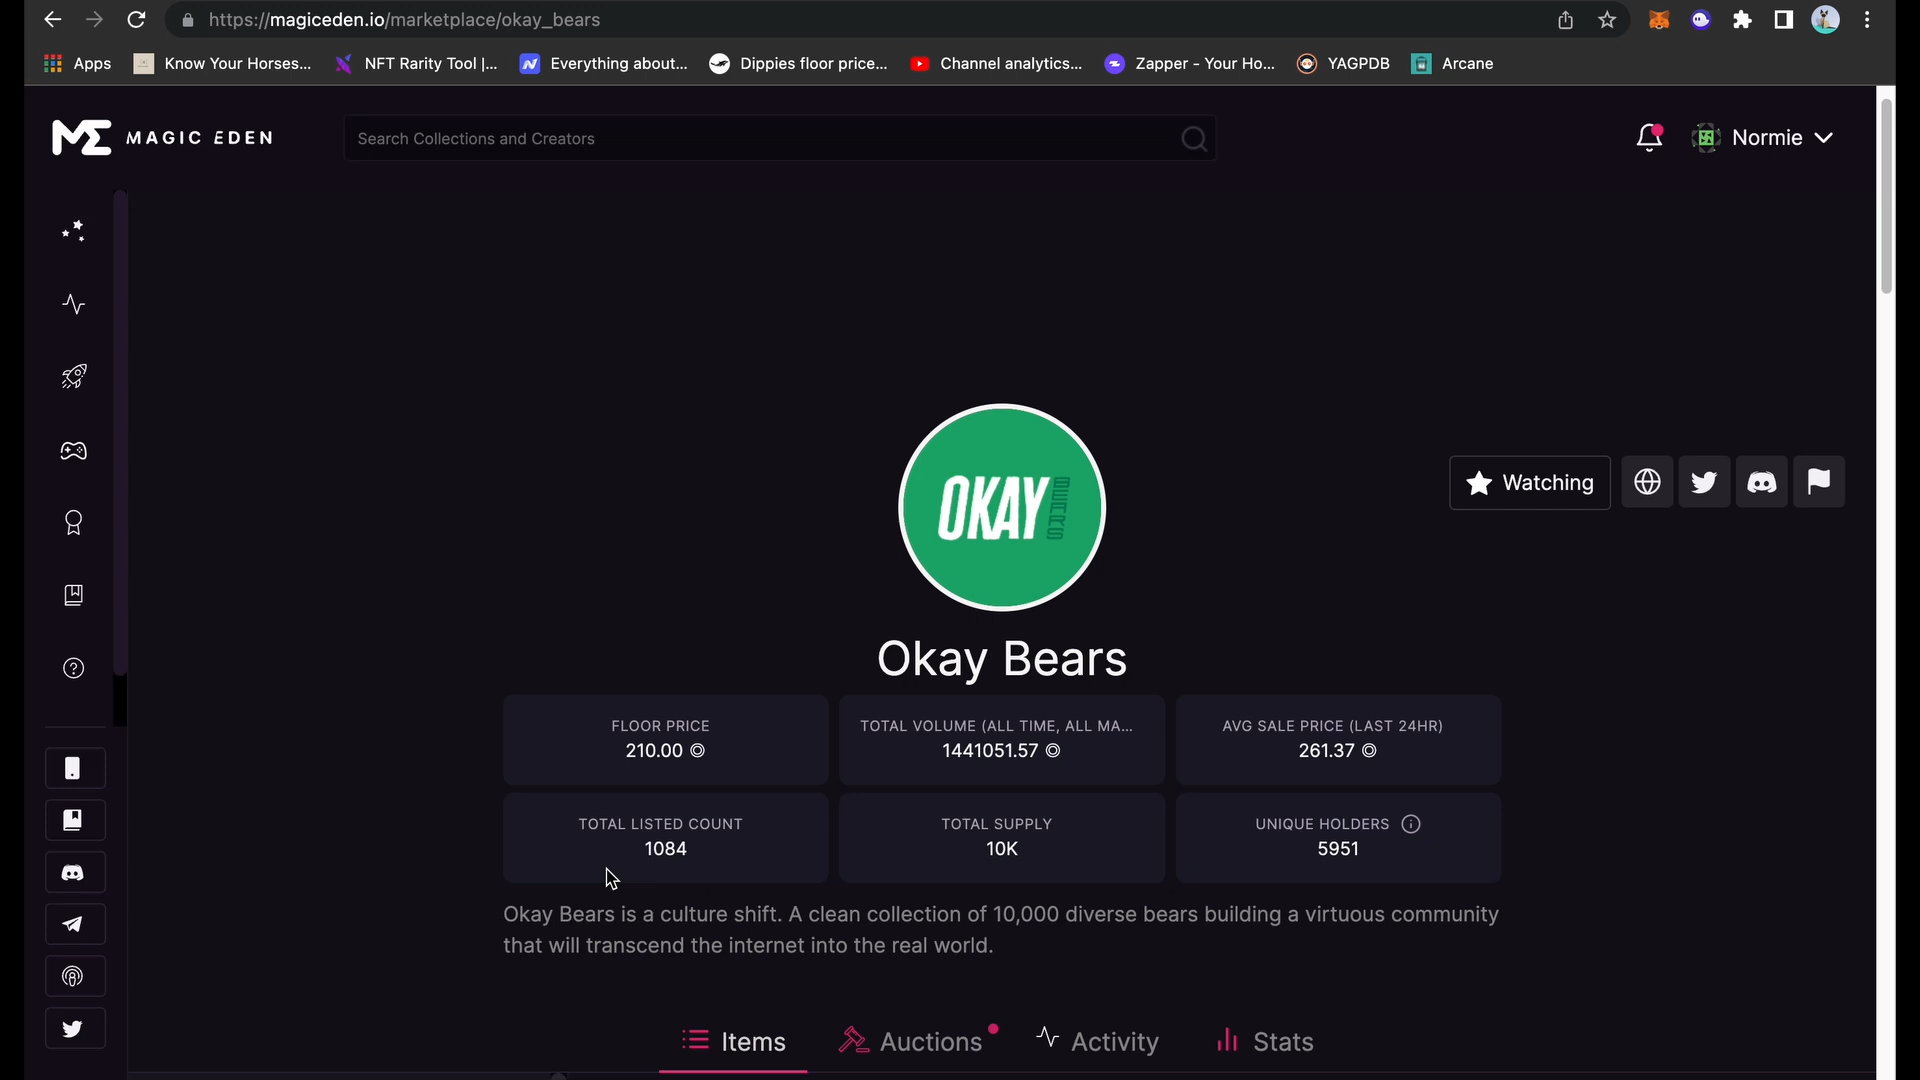 https://magiceden.io/marketplace/okay_bears
Apps Know Your Horses... NFT Rarity Tool |... Everything about... Dippies floor price... Channel analytics... Zapper - Your Ho... YAGPDB Arcane
MAGIC EDEN
Search Collections and Creators
Normie
OKAY BEARS
Watching
Okay Bears
FLOOR PRICE
210.00
TOTAL VOLUME (ALL TIME, ALL MA...
1441051.57
AVG SALE PRICE (LAST 24HR)
261.37
TOTAL LISTED COUNT
1084
TOTAL SUPPLY
10K
UNIQUE HOLDERS
5951
Okay Bears is a culture shift. A clean collection of 10,000 diverse bears building a virtuous community
that will transcend the internet into the real world.
Items Auctions Activity Stats